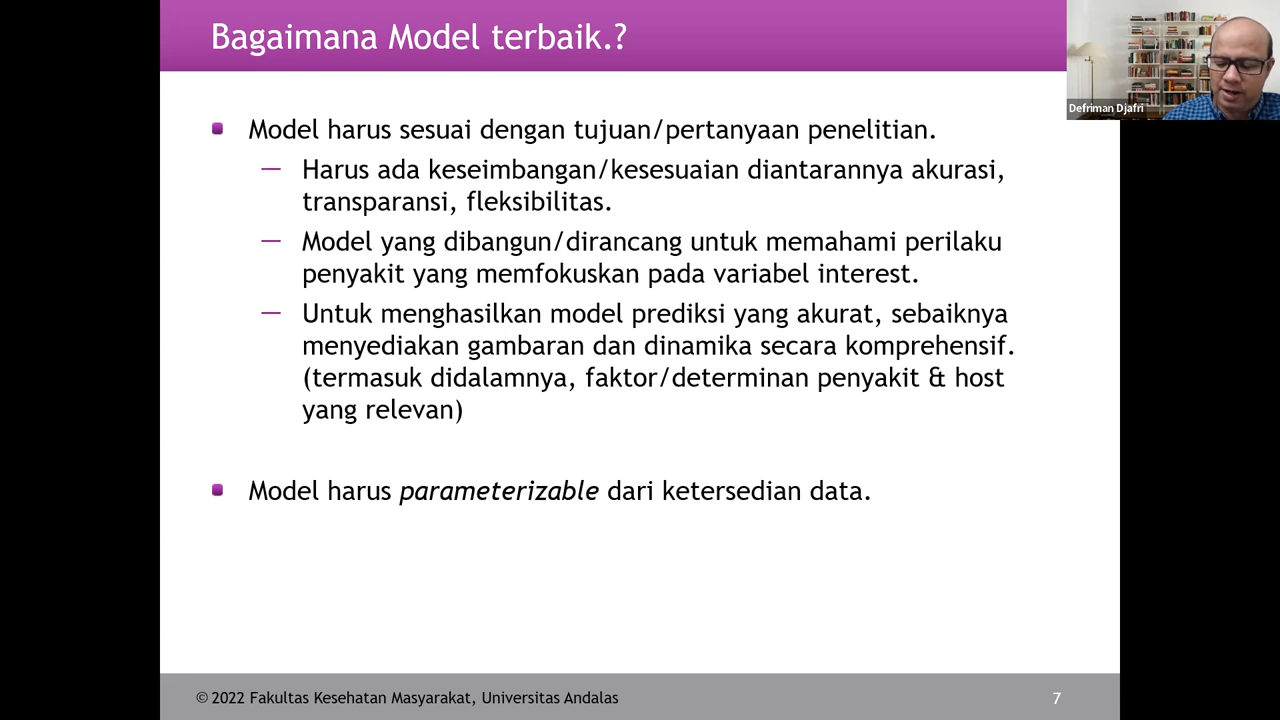 Bagaimana Model terbaik.?
Defriman Djafri
Model harus sesuai dengan tujuan/pertanyaan penelitian.
— Harus ada keseimbangan/kesesuaian diantarannya akurasi,
transparansi, fleksibilitas.
— Model yang dibangun/dirancang untuk memahami perilaku
penyakit yang memfokuskan pada variabel interest.
— Untuk menghasilkan model prediksi yang akurat, sebaiknya
menyediakan gambaran dan dinamika secara komprehensif.
(termasuk didalamnya, faktor/determinan penyakit & host
yang relevan)
Model harus parameterizable dari ketersedian data.
© 2022 Fakultas Kesehatan Masyarakat, Universitas Andalas
7